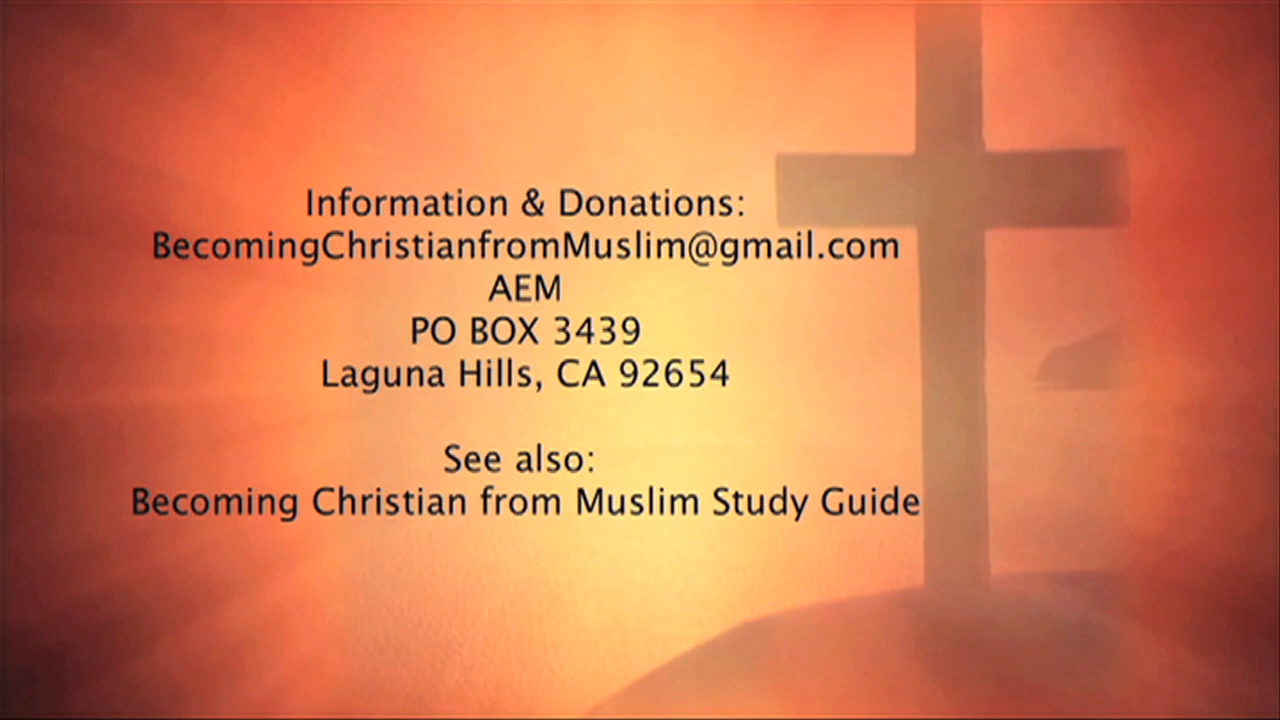 Information & Donations:
BecomingChristianfromMuslim@gmail.com
AEM
PO BOX 3439
Laguna Hills, CA 92654
See also:
Becoming Christian from Muslim Study Guide